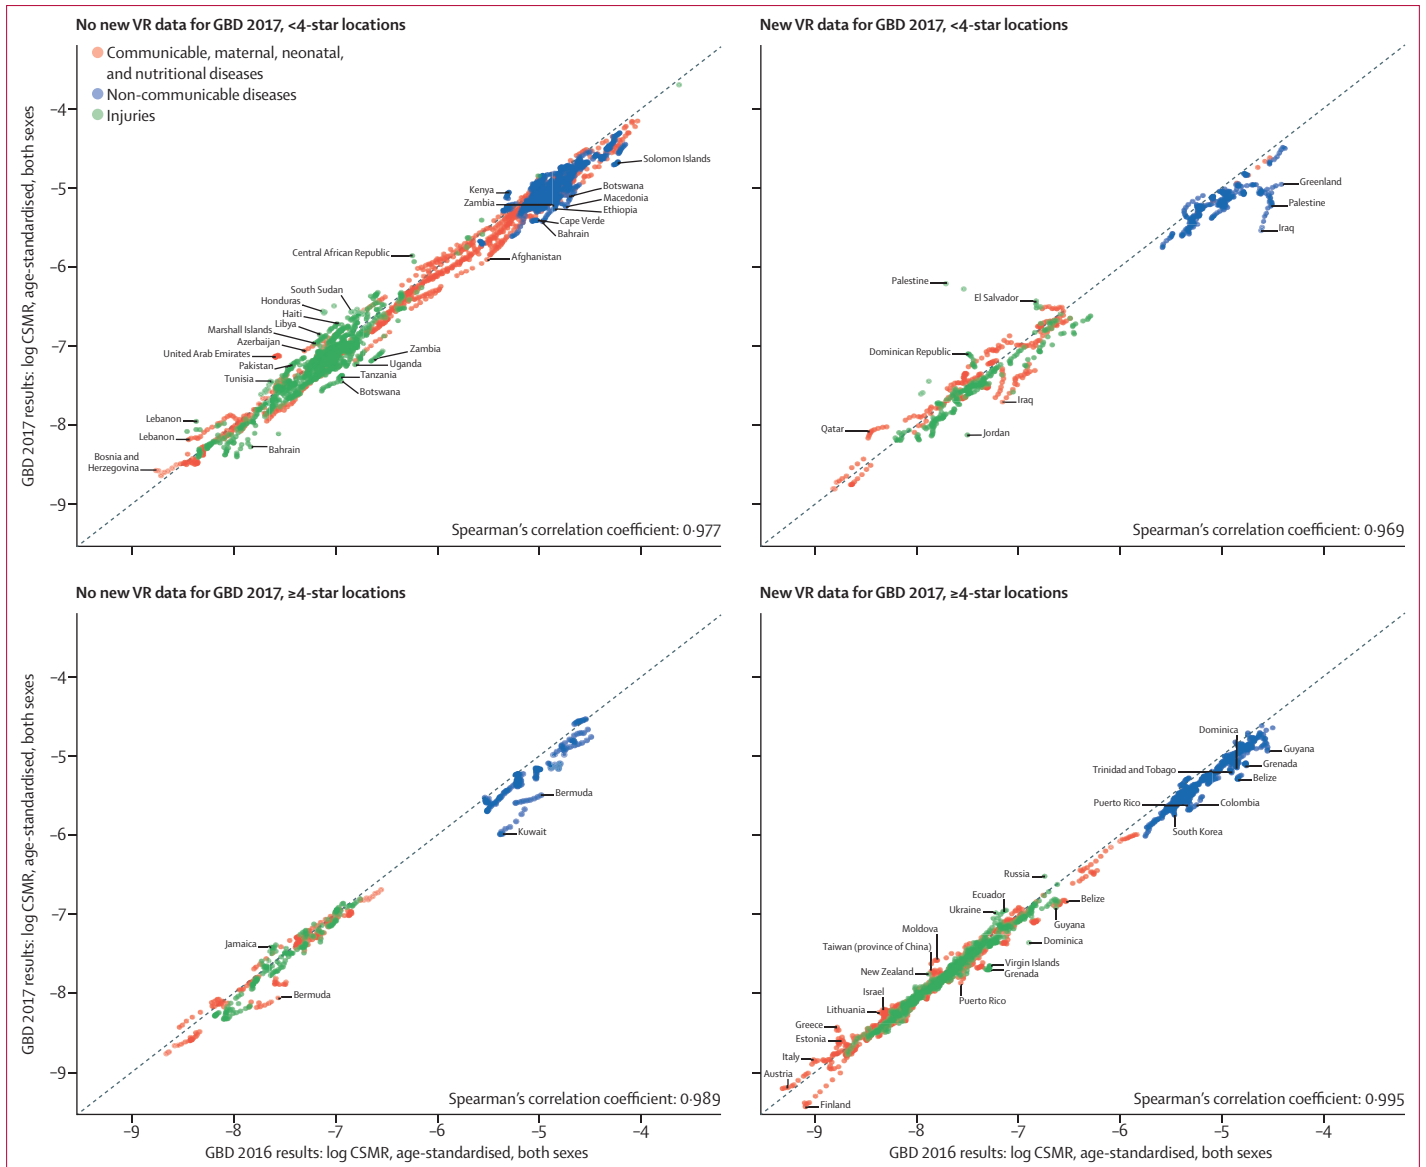 No new VR data for GBD 2017, <4-star locations
Communicable, maternal, neonatal,
and nutritional diseases
Non-communicable diseases
Injuries
GBD 2017 results: log CSMR, age-standardised, both sexes
−4
−5
−6
−7
−8
−9
Solomon Islands
Kenya
Zambia
Botswana
Macedonia
Ethiopia
Cape Verde
Bahrain
Central African Republic
Afghanistan
South Sudan
Honduras
Haiti
Libya
Marshall Islands
Azerbaijan
United Arab Emirates
Pakistan
Tunisia
Zambia
Uganda
Tanzania
Botswana
Lebanon
Lebanon
Bahrain
Bosnia and
Herzegovina
Spearman's correlation coefficient: 0·977
New VR data for GBD 2017, <4-star locations
Greenland
Palestine
Iraq
Palestine
El Salvador
Dominican Republic
Iraq
Qatar
Jordan
Spearman's correlation coefficient: 0·969
No new VR data for GBD 2017, ≥4-star locations
GBD 2017 results: log CSMR, age-standardised, both sexes
−4
−5
−6
−7
−8
−9
Bermuda
Kuwait
Jamaica
Bermuda
Spearman's correlation coefficient: 0·989
−9
−8
−7
−6
−5
−4
GBD 2016 results: log CSMR, age-standardised, both sexes
New VR data for GBD 2017, ≥4-star locations
Dominica
Guyana
Trinidad and Tobago
Grenada
Belize
Puerto Rico
Colombia
South Korea
Russia
Ecuador
Belize
Ukraine
Guyana
Moldova
Dominica
Taiwan (province of China)
Virgin Islands
New Zealand
Grenada
Israel
Puerto Rico
Lithuania
Greece
Estonia
Italy
Austria
Finland
Spearman's correlation coefficient: 0·995
−9
−8
−7
−6
−5
−4
GBD 2016 results: log CSMR, age-standardised, both sexes